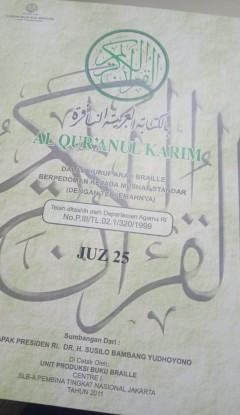 القرآن الكريم
بالكتابة العربية النافرة
AL QUR'ANUL KARIM
DALAM HURUF ARAB BRAILLE
BERPEDOMAN KEPADA MUSHAF STANDAR
(DENGAN TERJEMAHNYA)
Telah ditashih oleh Departemen Agama RI
No.P.III/TL.02.1/320/1999
JUZ 25
Sumbangan Dari :
BAPAK PRESIDEN RI. DR. H. SUSILO BAMBANG YUDHOYONO
Di Cetak Oleh :
UNIT PRODUKSI BUKU BRAILLE
CENTRE I
SLB-A PEMBINA TINGKAT NASIONAL JAKARTA
TAHUN 2011